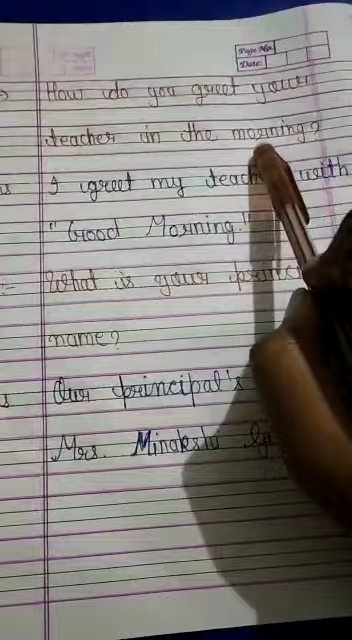 Page No.
Date:
How do you greet your
teacher in the morning?
I greet my with
"Good Morning."
What is your
name?
Our principal's
Mrs. Minakshi